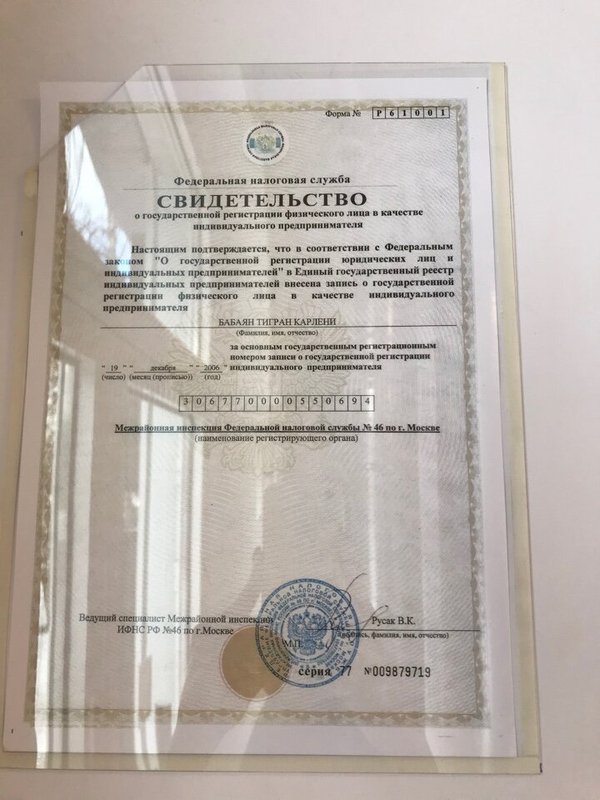 Форма № Р61001
Федеральная налоговая служба
СВИДЕТЕЛЬСТВО
о государственной регистрации физического лица в качестве
индивидуального предпринимателя
Настоящим подтверждается, что в соответствии с Федеральным
законом "О государственной регистрации юридических лиц и
индивидуальных предпринимателей" в Единый государственный реестр
индивидуальных предпринимателей внесена запись о государственной
регистрации физического лица в качестве индивидуального
предпринимателя
БАБАЯН ТИГРАН КАРЛЕНИ
(Фамилия, имя, отчество)
за основным государственным регистрационным
номером записи о государственной регистрации
индивидуального предпринимателя
" 19 " " декабря " " 2006 "
(число) (месяц (прописью)) (год)
306770000550694
Межрайонная инспекция Федеральной налоговой службы № 46 по г. Москве
(наименование регистрирующего органа)
Ведущий специалист Межрайонной инспекции
ИФНС РФ №46 по г.Москве
Русак В.К.
(подпись, фамилия, имя, отчество)
М.П.
серия 77 №009879719